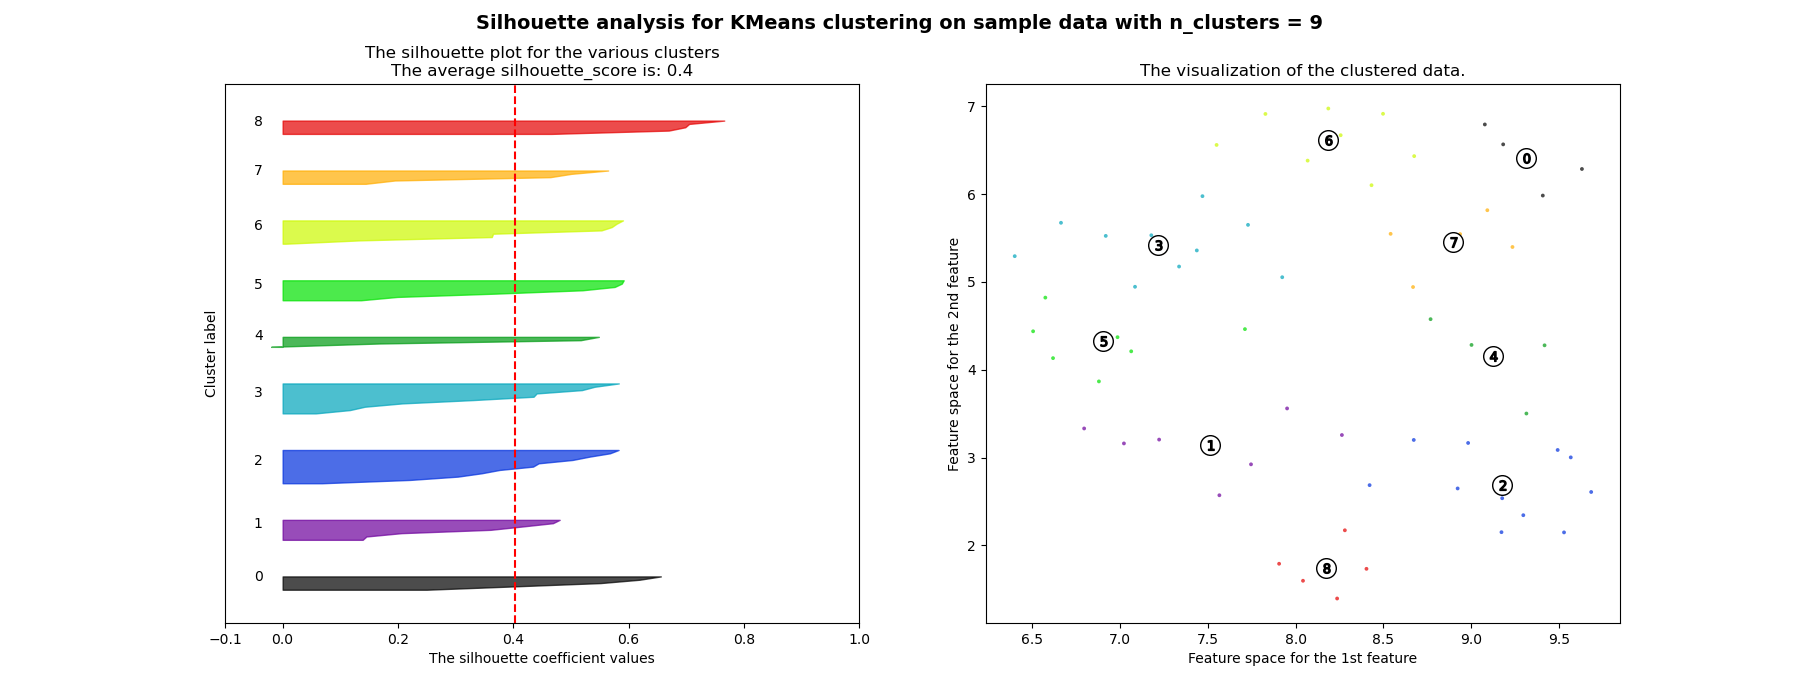 Silhouette analysis for KMeans clustering on sample data with n_clusters = 9
The silhouette plot for the various clusters
The average silhouette_score is: 0.4
8
7
6
5
4
3
2
1
0
Cluster label
−0.1 0.0 0.2 0.4 0.6 0.8 1.0
The silhouette coefficient values
The visualization of the clustered data.
7
6
5
4
3
2
Feature space for the 2nd feature
6
0
3
7
5
4
1
2
8
6.5 7.0 7.5 8.0 8.5 9.0 9.5
Feature space for the 1st feature